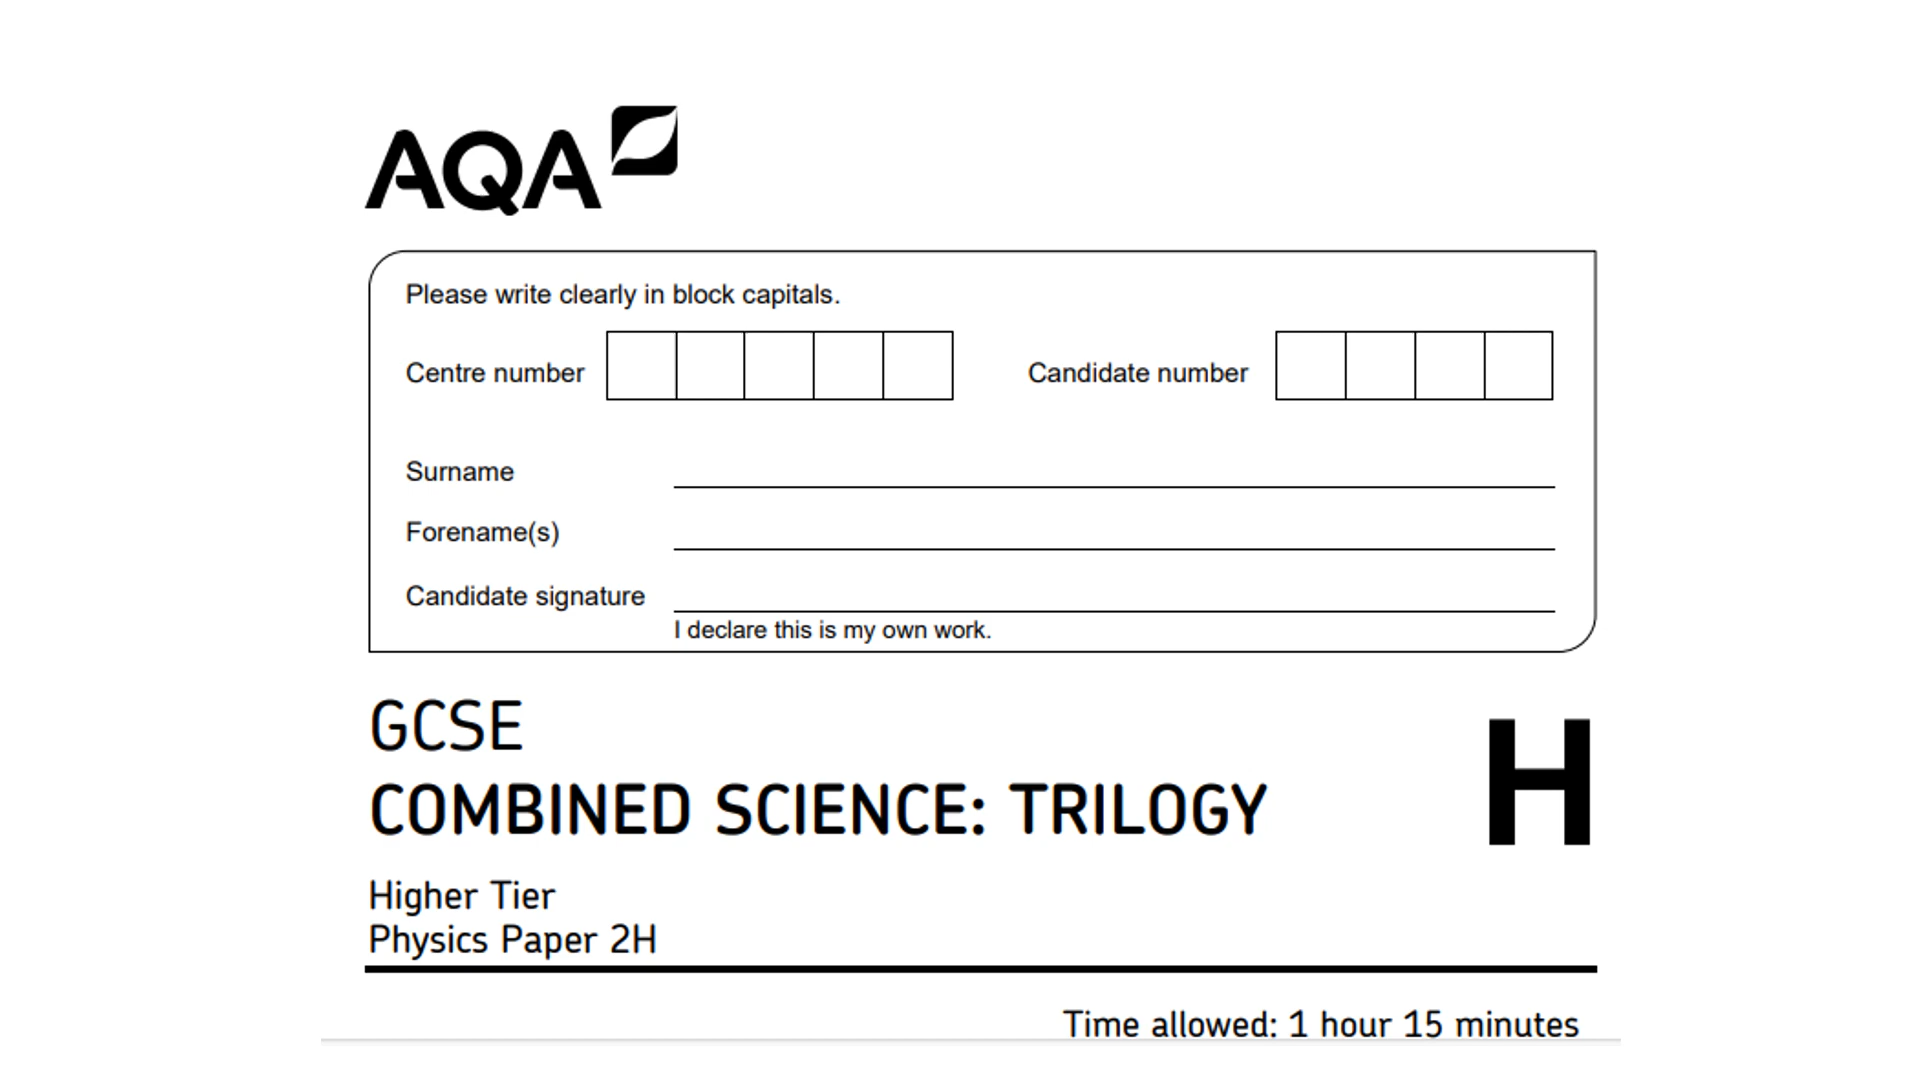 AQA
Please write clearly in block capitals.
Centre number
Candidate number
Surname
Forename(s)
Candidate signature
I declare this is my own work.
GCSE
COMBINED SCIENCE: TRILOGY
H
Higher Tier
Physics Paper 2H
Time allowed: 1 hour 15 minutes